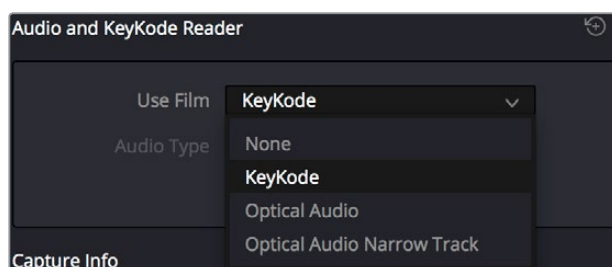 Audio and KeyKode Reader
Use Film KeyKode
Audio Type None
KeyKode
Optical Audio
Optical Audio Narrow Track
Capture Info